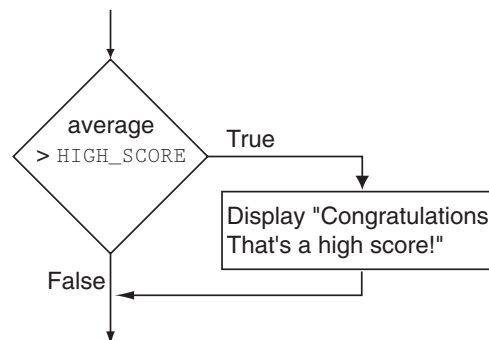 average
> HIGH_SCORE
True
Display "Congratulations
That's a high score!"
False